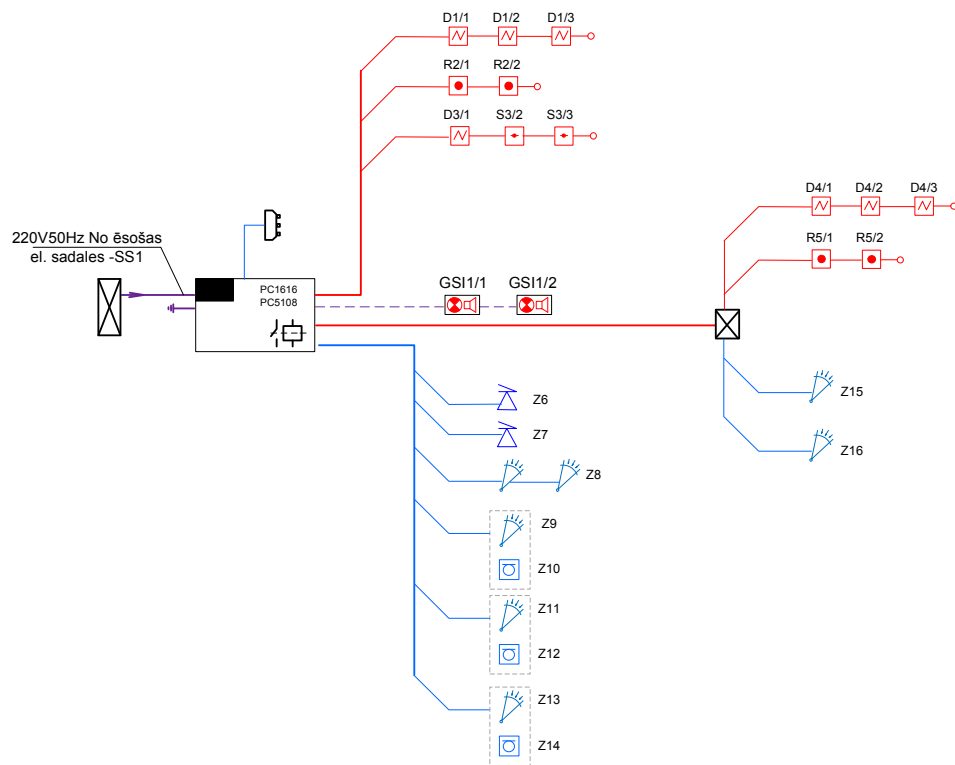 D1/1 D1/2 D1/3
R2/1 R2/2
D3/1 S3/2 S3/3
D4/1 D4/2 D4/3
R5/1 R5/2
220V50Hz No ēsošas
el. sadales -SS1
PC1616
PC5108
GSI1/1 GSI1/2
Z6
Z7
Z8
Z9
Z10
Z11
Z12
Z13
Z14
Z15
Z16